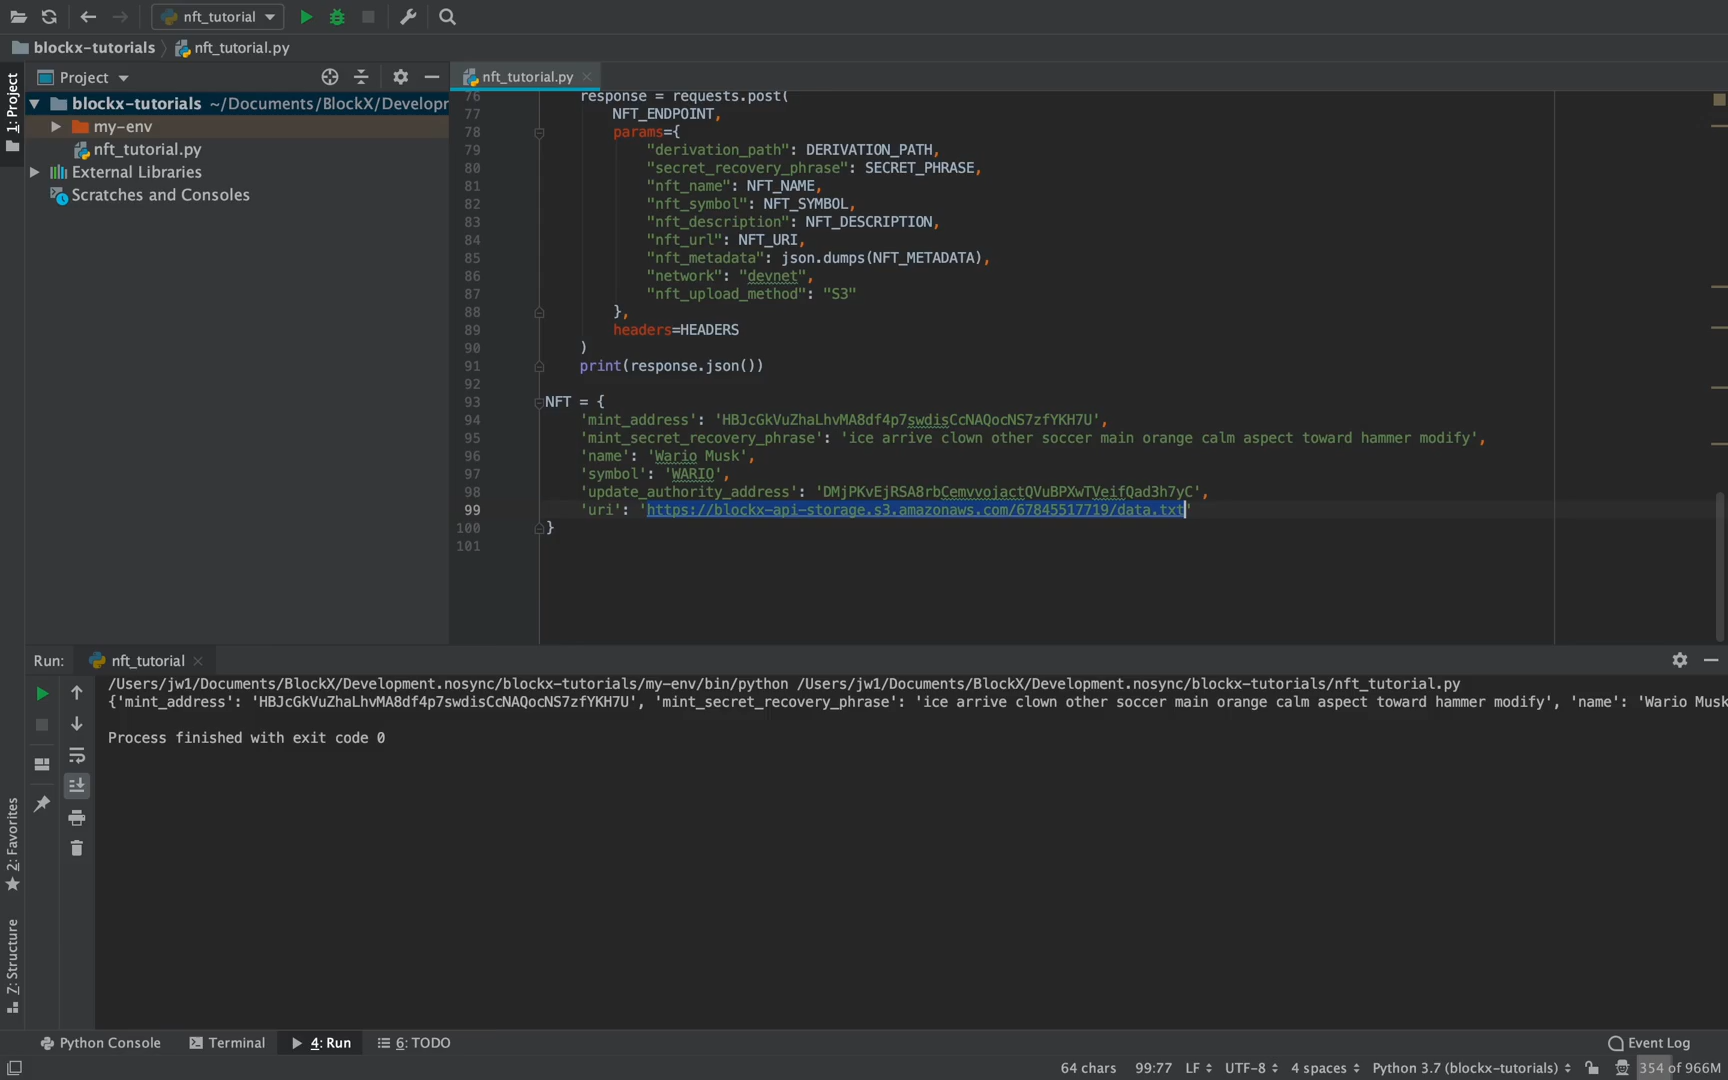 nft_tutorial
blockx-tutorials
nft_tutorial.py
1: Project
Project
nft_tutorial.py
blockx-tutorials ~/Documents/BlockX/Developr
my-env
nft_tutorial.py
External Libraries
Scratches and Consoles
76 response = requests.post(
77 NFT_ENDPOINT,
78 params={
79 "derivation_path": DERIVATION_PATH,
80 "secret_recovery_phrase": SECRET_PHRASE,
81 "nft_name": NFT_NAME,
82 "nft_symbol": NFT_SYMBOL,
83 "nft_description": NFT_DESCRIPTION,
84 "nft_url": NFT_URI,
85 "nft_metadata": json.dumps(NFT_METADATA),
86 "network": "devnet",
87 "nft_upload_method": "S3"
88 },
89 headers=HEADERS
90 )
91 print(response.json())
92
93 NFT = {
94 'mint_address': 'HBJcGkVuZhaLhvMA8df4p7swdisCcNAQocNS7zfYKH7U',
95 'mint_secret_recovery_phrase': 'ice arrive clown other soccer main orange calm aspect toward hammer modify',
96 'name': 'Wario Musk',
97 'symbol': 'WARIO',
98 'update_authority_address': 'DMjPKvEjRSA8rbCemvvojactQVuBPXwTVeifQad3h7yC',
99 'uri': 'https://blockx-api-storage.s3.amazonaws.com/67845517719/data.txt'
100 }
101
Run: nft_tutorial
/Users/jw1/Documents/BlockX/Development.nosync/blockx-tutorials/my-env/bin/python /Users/jw1/Documents/BlockX/Development.nosync/blockx-tutorials/nft_tutorial.py
{'mint_address': 'HBJcGkVuZhaLhvMA8df4p7swdisCcNAQocNS7zfYKH7U', 'mint_secret_recovery_phrase': 'ice arrive clown other soccer main orange calm aspect toward hammer modify', 'name': 'Wario Musk
Process finished with exit code 0
2: Favorites
Z: Structure
Python Console
Terminal
4: Run
6: TODO
Event Log
64 chars 99:77 LF UTF-8 4 spaces Python 3.7 (blockx-tutorials) 354 of 966M